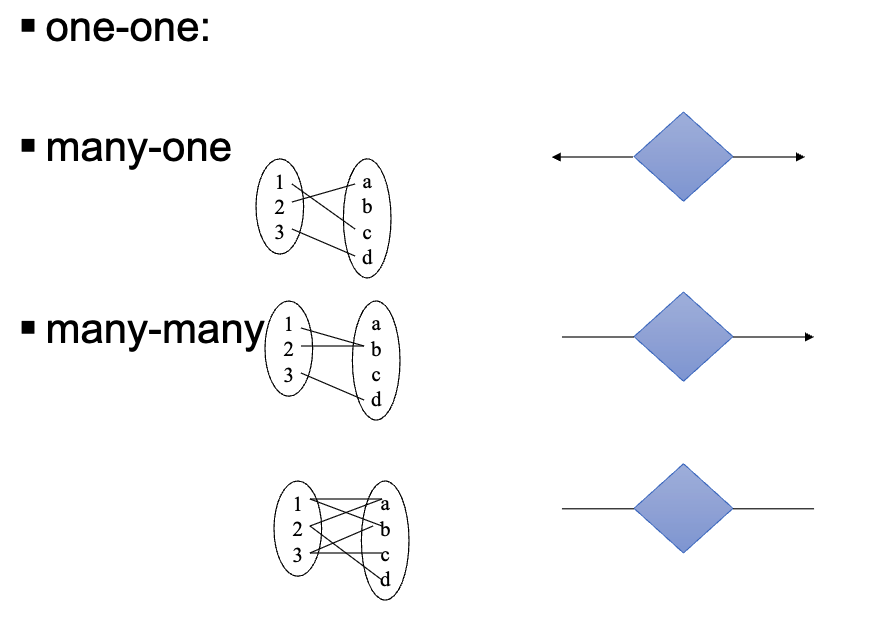 ▪ one-one:
▪ many-one
1 a
2 b
3 c
d
▪ many-many
1 a
2 b
3 c
d
1 a
2 b
3 c
d